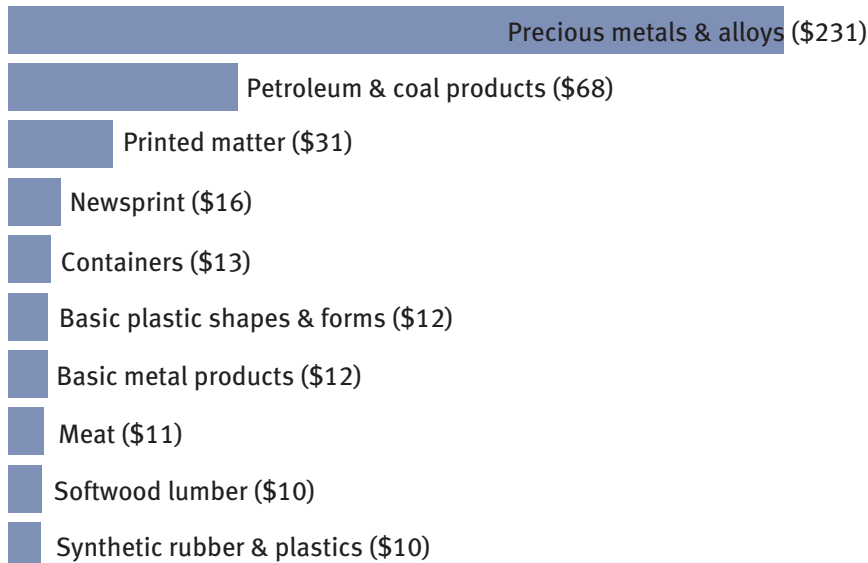 Precious metals & alloys ($231)
Petroleum & coal products ($68)
Printed matter ($31)
Newsprint ($16)
Containers ($13)
Basic plastic shapes & forms ($12)
Basic metal products ($12)
Meat ($11)
Softwood lumber ($10)
Synthetic rubber & plastics ($10)